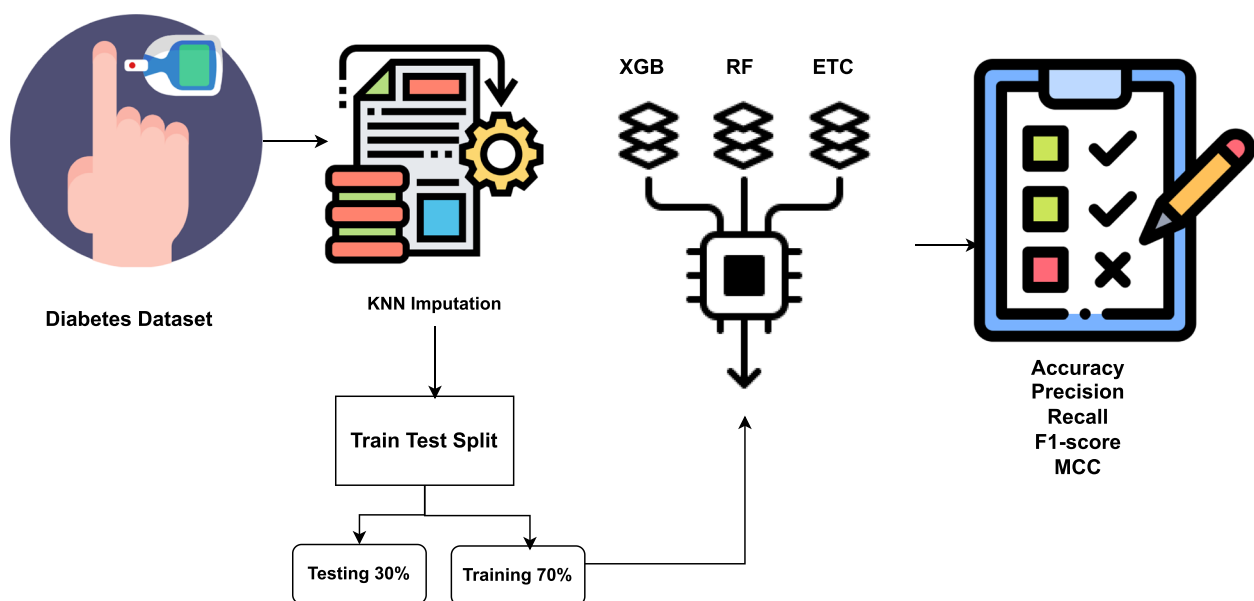 Diabetes Dataset
KNN Imputation
Train Test Split
Testing 30%
Training 70%
XGB
RF
ETC
Accuracy
Precision
Recall
F1-score
MCC